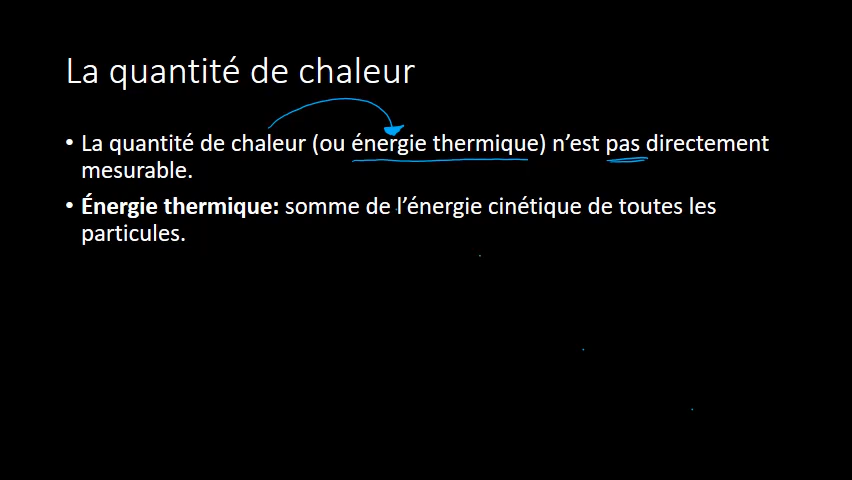 La quantité de chaleur
• La quantité de chaleur (ou énergie thermique) n’est pas directement
mesurable.
• Énergie thermique: somme de l’énergie cinétique de toutes les
particules.